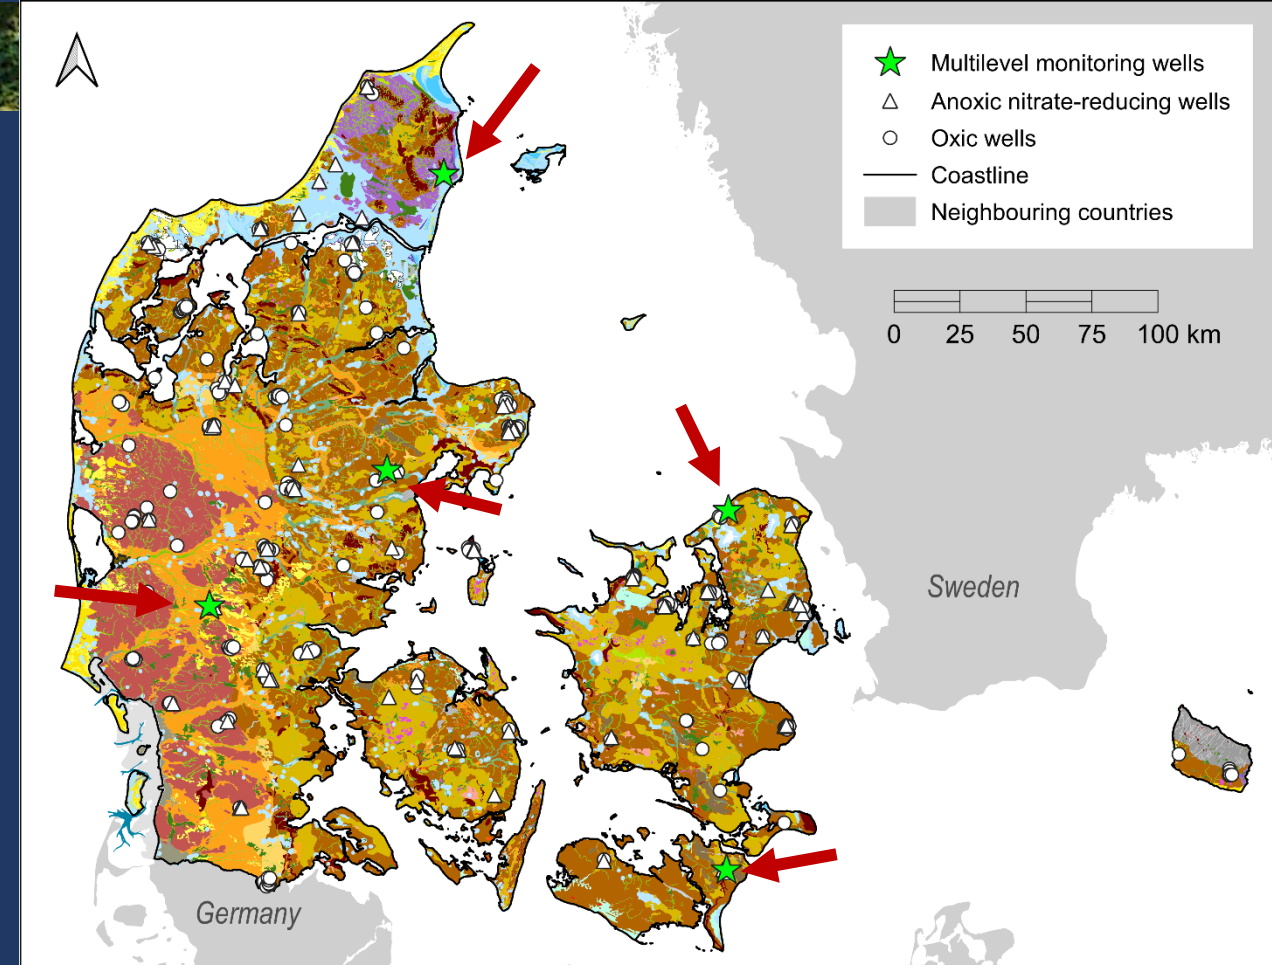 Multilevel monitoring wells
Anoxic nitrate-reducing wells
Oxic wells
Coastline
Neighbouring countries
0 25 50 75 100 km
Sweden
Germany